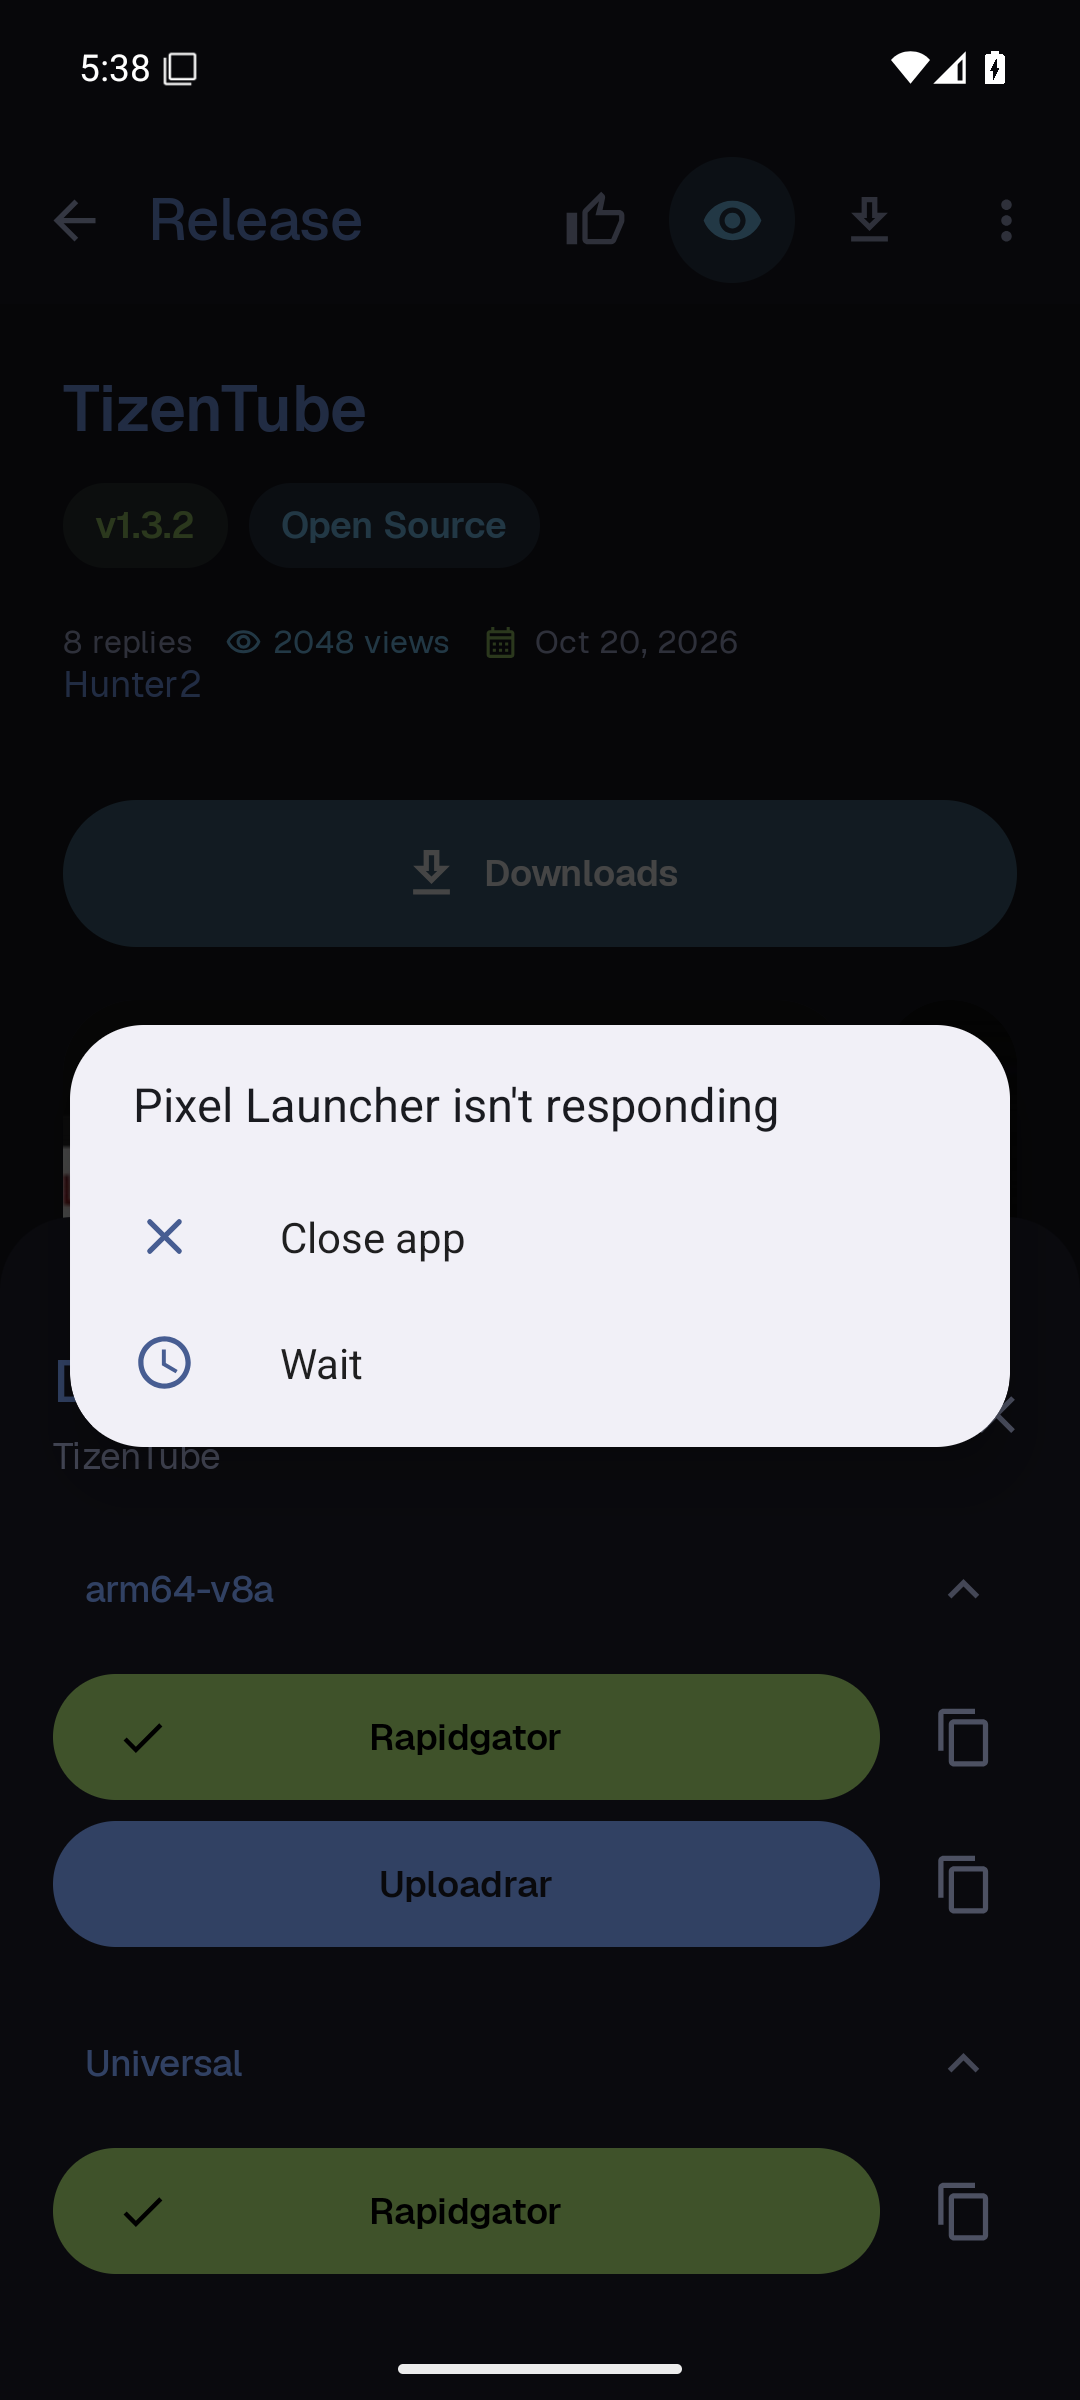 5:38
Release
TizenTube
v1.3.2
Open Source
8 replies
2048 views
Oct 20, 2026
Hunter2
Downloads
Pixel Launcher isn't responding
Close app
Wait
TizenTube
arm64-v8a
Rapidgator
Uploadrar
Universal
Rapidgator